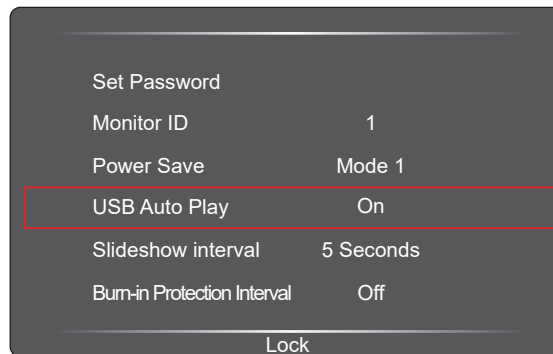 Set Password
Monitor ID 1
Power Save Mode 1
USB Auto Play On
Slideshow interval 5 Seconds
Burn-in Protection Interval Off
Lock